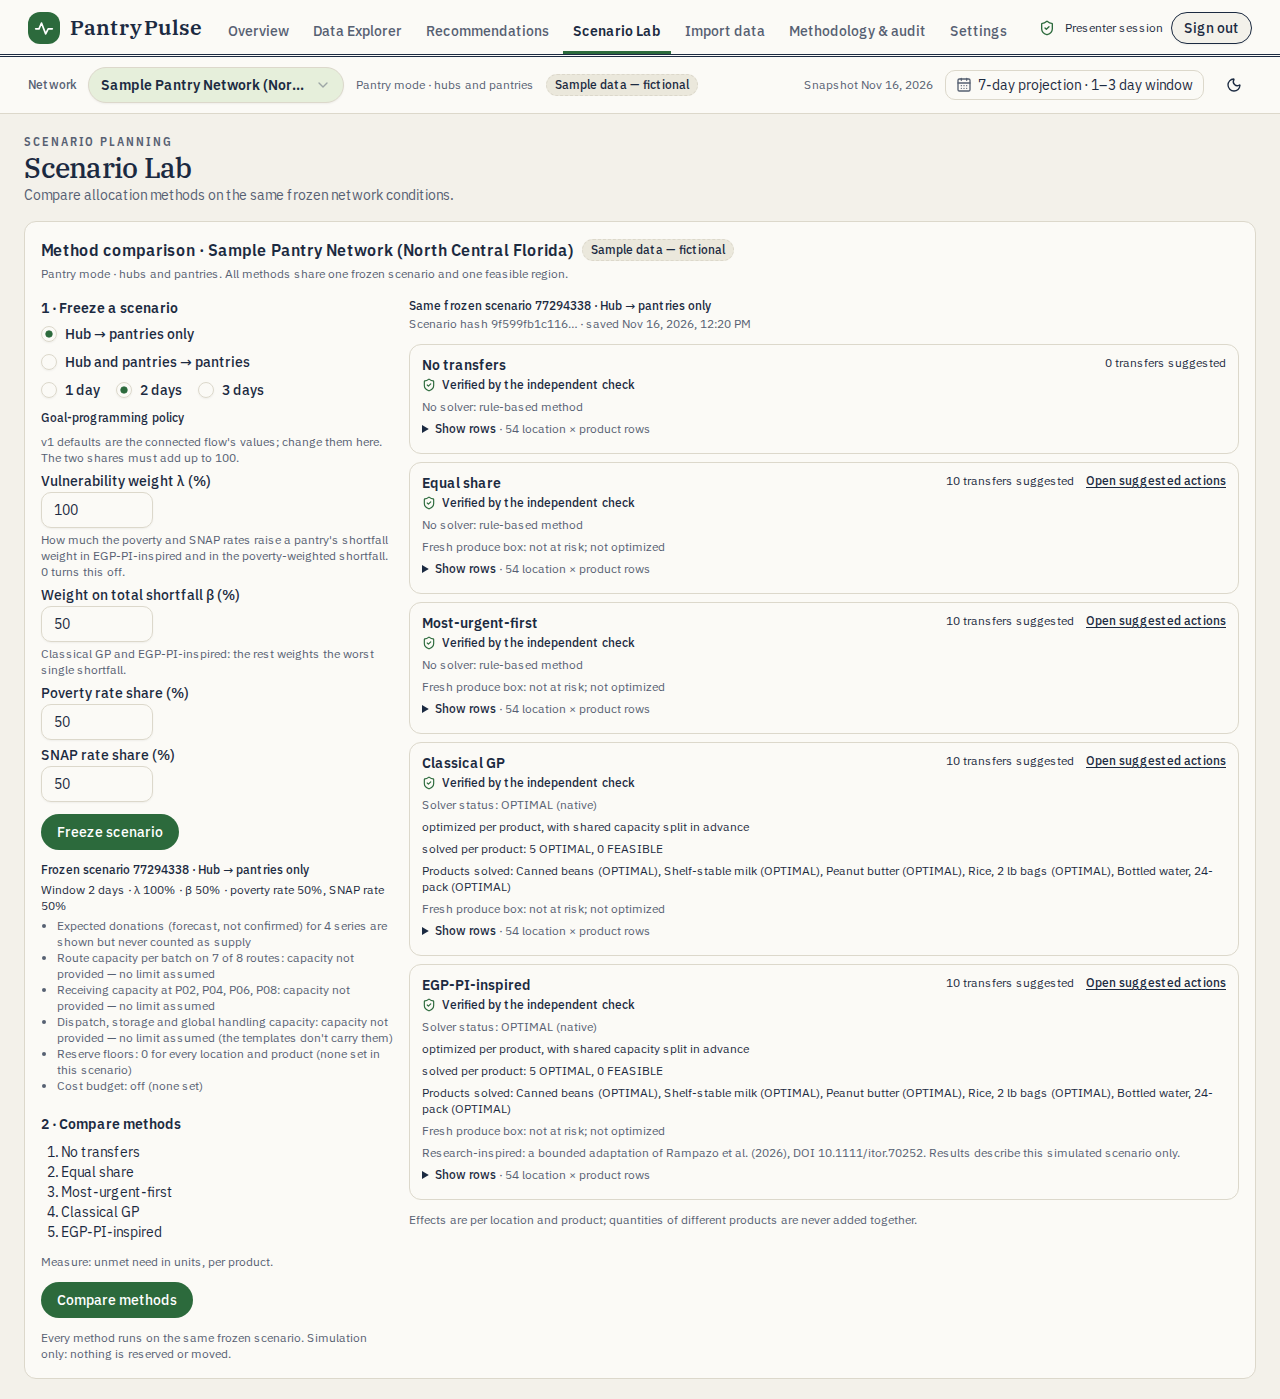 PantryPulse
Overview
Data Explorer
Recommendations
Scenario Lab
Import data
Methodology & audit
Settings
Presenter session
Sign out
Network
Sample Pantry Network (Nor...
Pantry mode · hubs and pantries
Sample data — fictional
Snapshot Nov 16, 2026
7-day projection · 1–3 day window
SCENARIO PLANNING
Scenario Lab
Compare allocation methods on the same frozen network conditions.
Method comparison · Sample Pantry Network (North Central Florida)
Sample data — fictional
Pantry mode · hubs and pantries. All methods share one frozen scenario and one feasible region.
1 · Freeze a scenario
Hub → pantries only
Hub and pantries → pantries
1 day
2 days
3 days
Goal-programming policy
v1 defaults are the connected flow's values; change them here.
The two shares must add up to 100.
Vulnerability weight λ (%)
100
How much the poverty and SNAP rates raise a pantry's shortfall
weight in EGP-PI-inspired and in the poverty-weighted shortfall.
0 turns this off.
Weight on total shortfall β (%)
50
Classical GP and EGP-PI-inspired: the rest weights the worst
single shortfall.
Poverty rate share (%)
50
SNAP rate share (%)
50
Freeze scenario
Frozen scenario 77294338 · Hub → pantries only
Window 2 days · λ 100% · β 50% · poverty rate 50%, SNAP rate
50%
• Expected donations (forecast, not confirmed) for 4 series are
shown but never counted as supply
• Route capacity per batch on 7 of 8 routes: capacity not
provided — no limit assumed
• Receiving capacity at P02, P04, P06, P08: capacity not
provided — no limit assumed
• Dispatch, storage and global handling capacity: capacity not
provided — no limit assumed (the templates don't carry them)
• Reserve floors: 0 for every location and product (none set in
this scenario)
• Cost budget: off (none set)
2 · Compare methods
1. No transfers
2. Equal share
3. Most-urgent-first
4. Classical GP
5. EGP-PI-inspired
Measure: unmet need in units, per product.
Compare methods
Every method runs on the same frozen scenario. Simulation
only: nothing is reserved or moved.
Same frozen scenario 77294338 · Hub → pantries only
Scenario hash 9f599fb1c116... · saved Nov 16, 2026, 12:20 PM
No transfers
0 transfers suggested
Verified by the independent check
No solver: rule-based method
Show rows · 54 location × product rows
Equal share
10 transfers suggested
Open suggested actions
Verified by the independent check
No solver: rule-based method
Fresh produce box: not at risk; not optimized
Show rows · 54 location × product rows
Most-urgent-first
10 transfers suggested
Open suggested actions
Verified by the independent check
No solver: rule-based method
Fresh produce box: not at risk; not optimized
Show rows · 54 location × product rows
Classical GP
10 transfers suggested
Open suggested actions
Verified by the independent check
Solver status: OPTIMAL (native)
optimized per product, with shared capacity split in advance
solved per product: 5 OPTIMAL, 0 FEASIBLE
Products solved: Canned beans (OPTIMAL), Shelf-stable milk (OPTIMAL), Peanut butter (OPTIMAL), Rice, 2 lb bags (OPTIMAL), Bottled water, 24-
pack (OPTIMAL)
Fresh produce box: not at risk; not optimized
Show rows · 54 location × product rows
EGP-PI-inspired
10 transfers suggested
Open suggested actions
Verified by the independent check
Solver status: OPTIMAL (native)
optimized per product, with shared capacity split in advance
solved per product: 5 OPTIMAL, 0 FEASIBLE
Products solved: Canned beans (OPTIMAL), Shelf-stable milk (OPTIMAL), Peanut butter (OPTIMAL), Rice, 2 lb bags (OPTIMAL), Bottled water, 24-
pack (OPTIMAL)
Fresh produce box: not at risk; not optimized
Research-inspired: a bounded adaptation of Rampazo et al. (2026), DOI 10.1111/itor.70252. Results describe this simulated scenario only.
Show rows · 54 location × product rows
Effects are per location and product; quantities of different products are never added together.